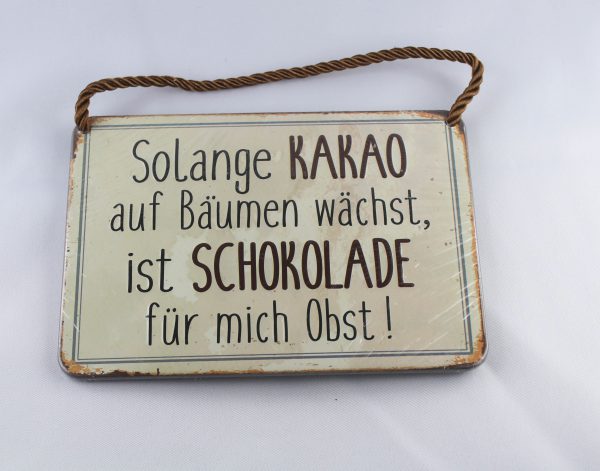 Solange KAKAO
auf Bäumen wächst,
ist SCHOKOLADE
für mich Obst!